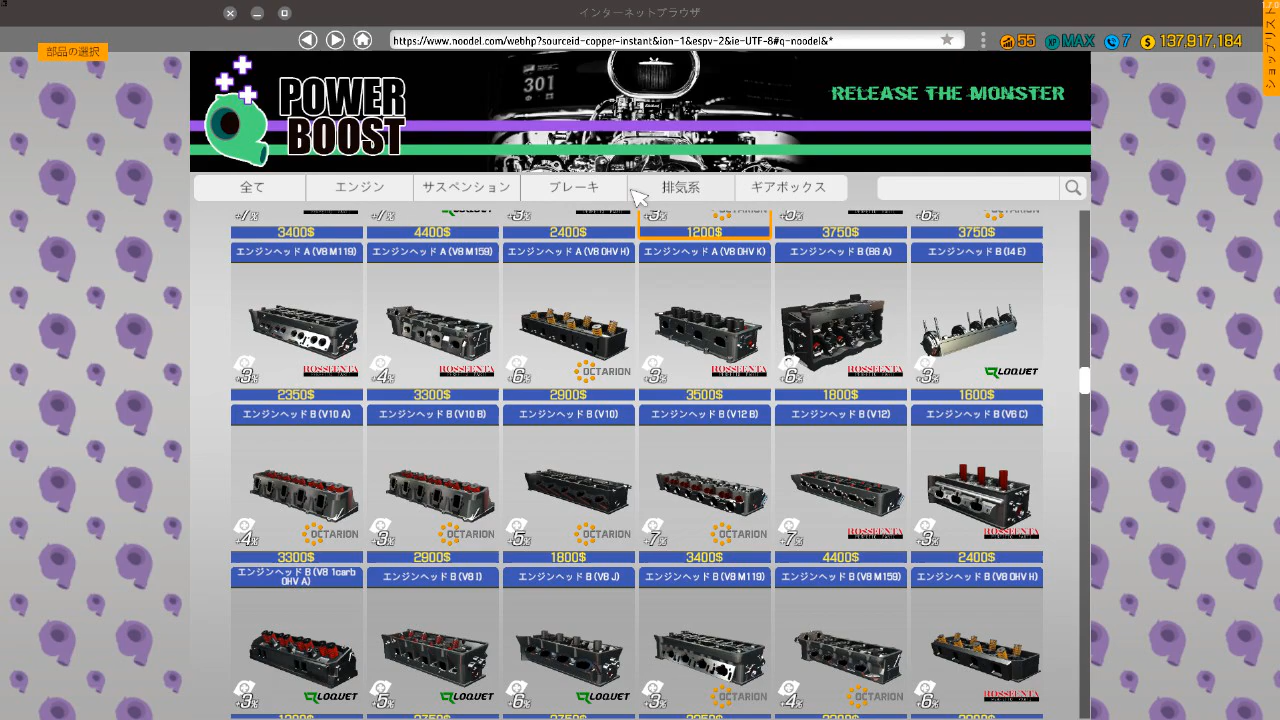 インターネットブラウザ
部品の選択
https://www.noodel.com/webhp?sourceid-copper-instant&ion-1&espv-2&ie-UTF-8#q-noodel&*
55 MAX 7 137,917,184
ショップリスト
POWER BOOST
301
RELEASE THE MONSTER
全て エンジン サスペンション ブレーキ 排気系 ギアボックス
3400$ 4400$ 2400$ 1200$ 3750$ 3750$
エンジンヘッド A (V8 M119) エンジンヘッド A (V8 M159) エンジンヘッド A (V8 OHV H) エンジンヘッド A (V8 OHV K) エンジンヘッド B (B6 A) エンジンヘッド B (I4 E)
+3% ROSSEENTA +4% ROSSEENTA +6% OCTARION +3% ROSSEENTA +6% ROSSEENTA +3% RLOQUET
2350$ 3300$ 2900$ 3500$ 1800$ 1600$
エンジンヘッド B (V10 A) エンジンヘッド B (V10 B) エンジンヘッド B (V10) エンジンヘッド B (V12 B) エンジンヘッド B (V12) エンジンヘッド B (V6 C)
+4% OCTARION +3% OCTARION +5% OCTARION +7% OCTARION +7% ROSSEENTA +3% ROSSEENTA
3300$ 2900$ 1800$ 3400$ 4400$ 2400$
エンジンヘッド B (V8 1carb OHV A) エンジンヘッド B (V8 I) エンジンヘッド B (V8 J) エンジンヘッド B (V8 M119) エンジンヘッド B (V8 M159) エンジンヘッド B (V8 OHV H)
+3% RLOQUET +5% RLOQUET +6% RLOQUET +3% OCTARION +4% OCTARION +6% ROSSEENTA